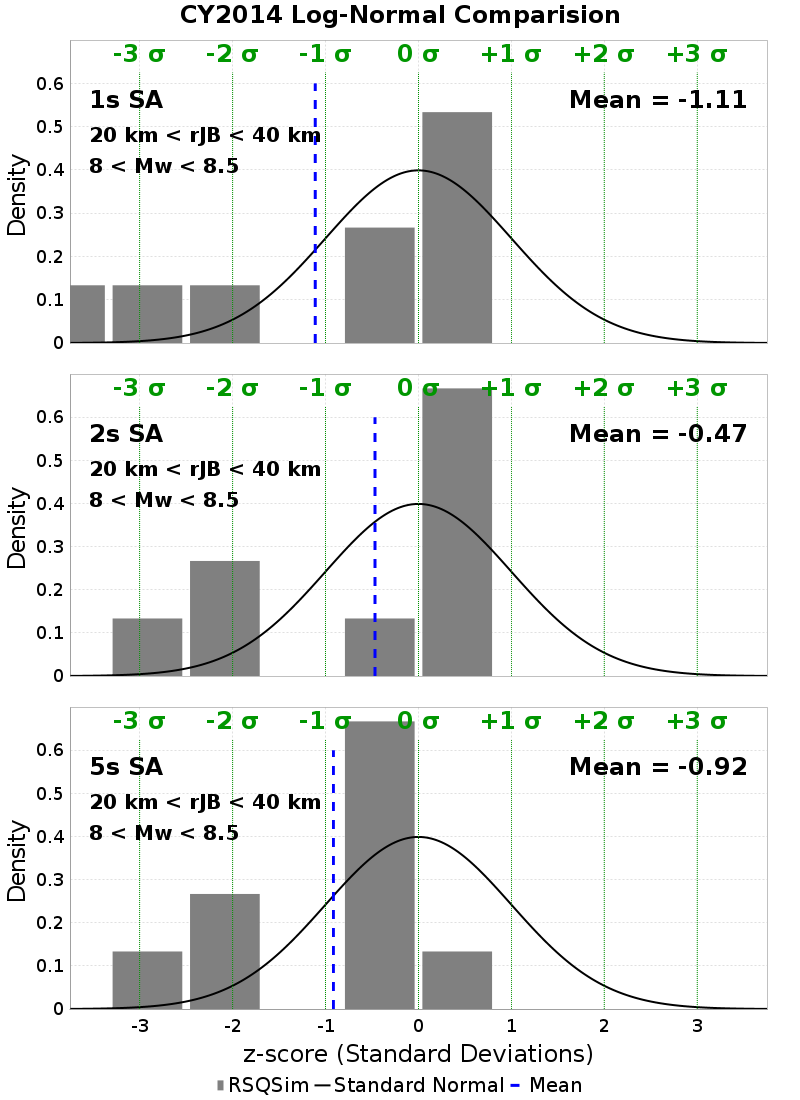 CY2014 Log-Normal Comparision
-3 σ -2 σ -1 σ 0 σ +1 σ +2 σ +3 σ
0.6
1s SA Mean = -1.11
0.5
20 km < rJB < 40 km
8 < Mw < 8.5
0.4
0.3
0.2
0.1
0
Density
-3 σ -2 σ -1 σ 0 σ +1 σ +2 σ +3 σ
0.6
2s SA Mean = -0.47
0.5
20 km < rJB < 40 km
8 < Mw < 8.5
0.4
0.3
0.2
0.1
0
Density
-3 σ -2 σ -1 σ 0 σ +1 σ +2 σ +3 σ
0.6
5s SA Mean = -0.92
0.5
20 km < rJB < 40 km
8 < Mw < 8.5
0.4
0.3
0.2
0.1
0
Density
-3 -2 -1 0 1 2 3
z-score (Standard Deviations)
RSQSim Standard Normal Mean